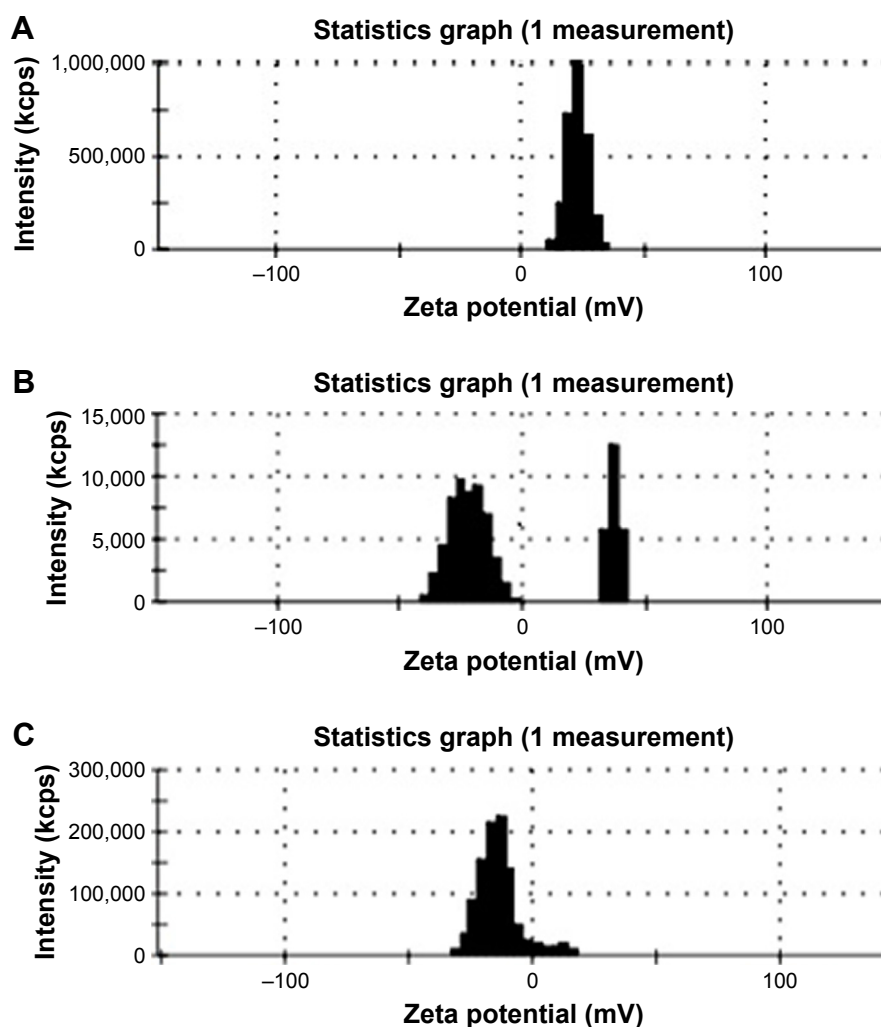 A
Statistics graph (1 measurement)
Intensity (kcps)
1,000,000
500,000
0
–100
0
100
Zeta potential (mV)
B
Statistics graph (1 measurement)
Intensity (kcps)
15,000
10,000
5,000
0
–100
0
100
Zeta potential (mV)
C
Statistics graph (1 measurement)
Intensity (kcps)
300,000
200,000
100,000
0
–100
0
100
Zeta potential (mV)